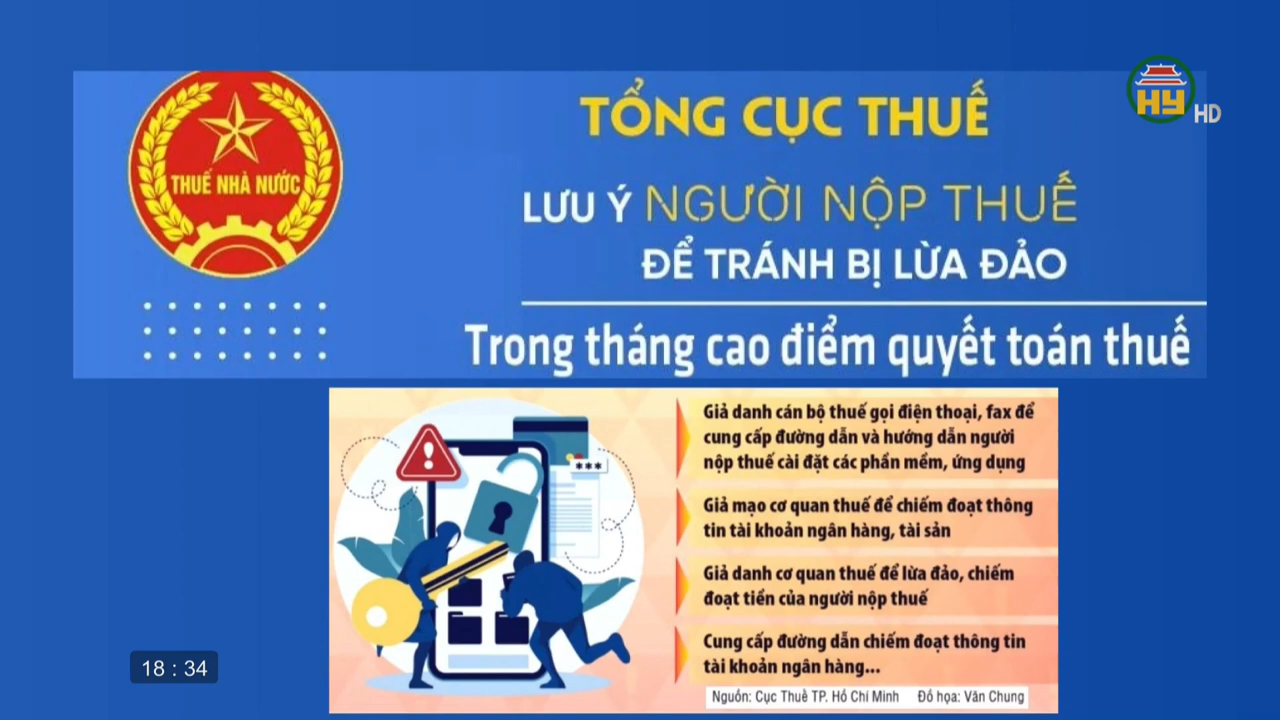 THUẾ NHÀ NƯỚC
TỔNG CỤC THUẾ
HY HD
LƯU Ý NGƯỜI NỘP THUẾ
ĐỂ TRÁNH BỊ LỪA ĐẢO
Trong tháng cao điểm quyết toán thuế
Giả danh cán bộ thuế gọi điện thoại, fax để
cung cấp đường dẫn và hướng dẫn người
nộp thuế cài đặt các phần mềm, ứng dụng
***
Giả mạo cơ quan thuế để chiếm đoạt thông
tin tài khoản ngân hàng, tài sản
Giả danh cơ quan thuế để lừa đảo, chiếm
đoạt tiền của người nộp thuế
Cung cấp đường dẫn chiếm đoạt thông tin
tài khoản ngân hàng...
Nguồn: Cục Thuế TP. Hồ Chí Minh Đồ họa: Văn Chung
18 : 34